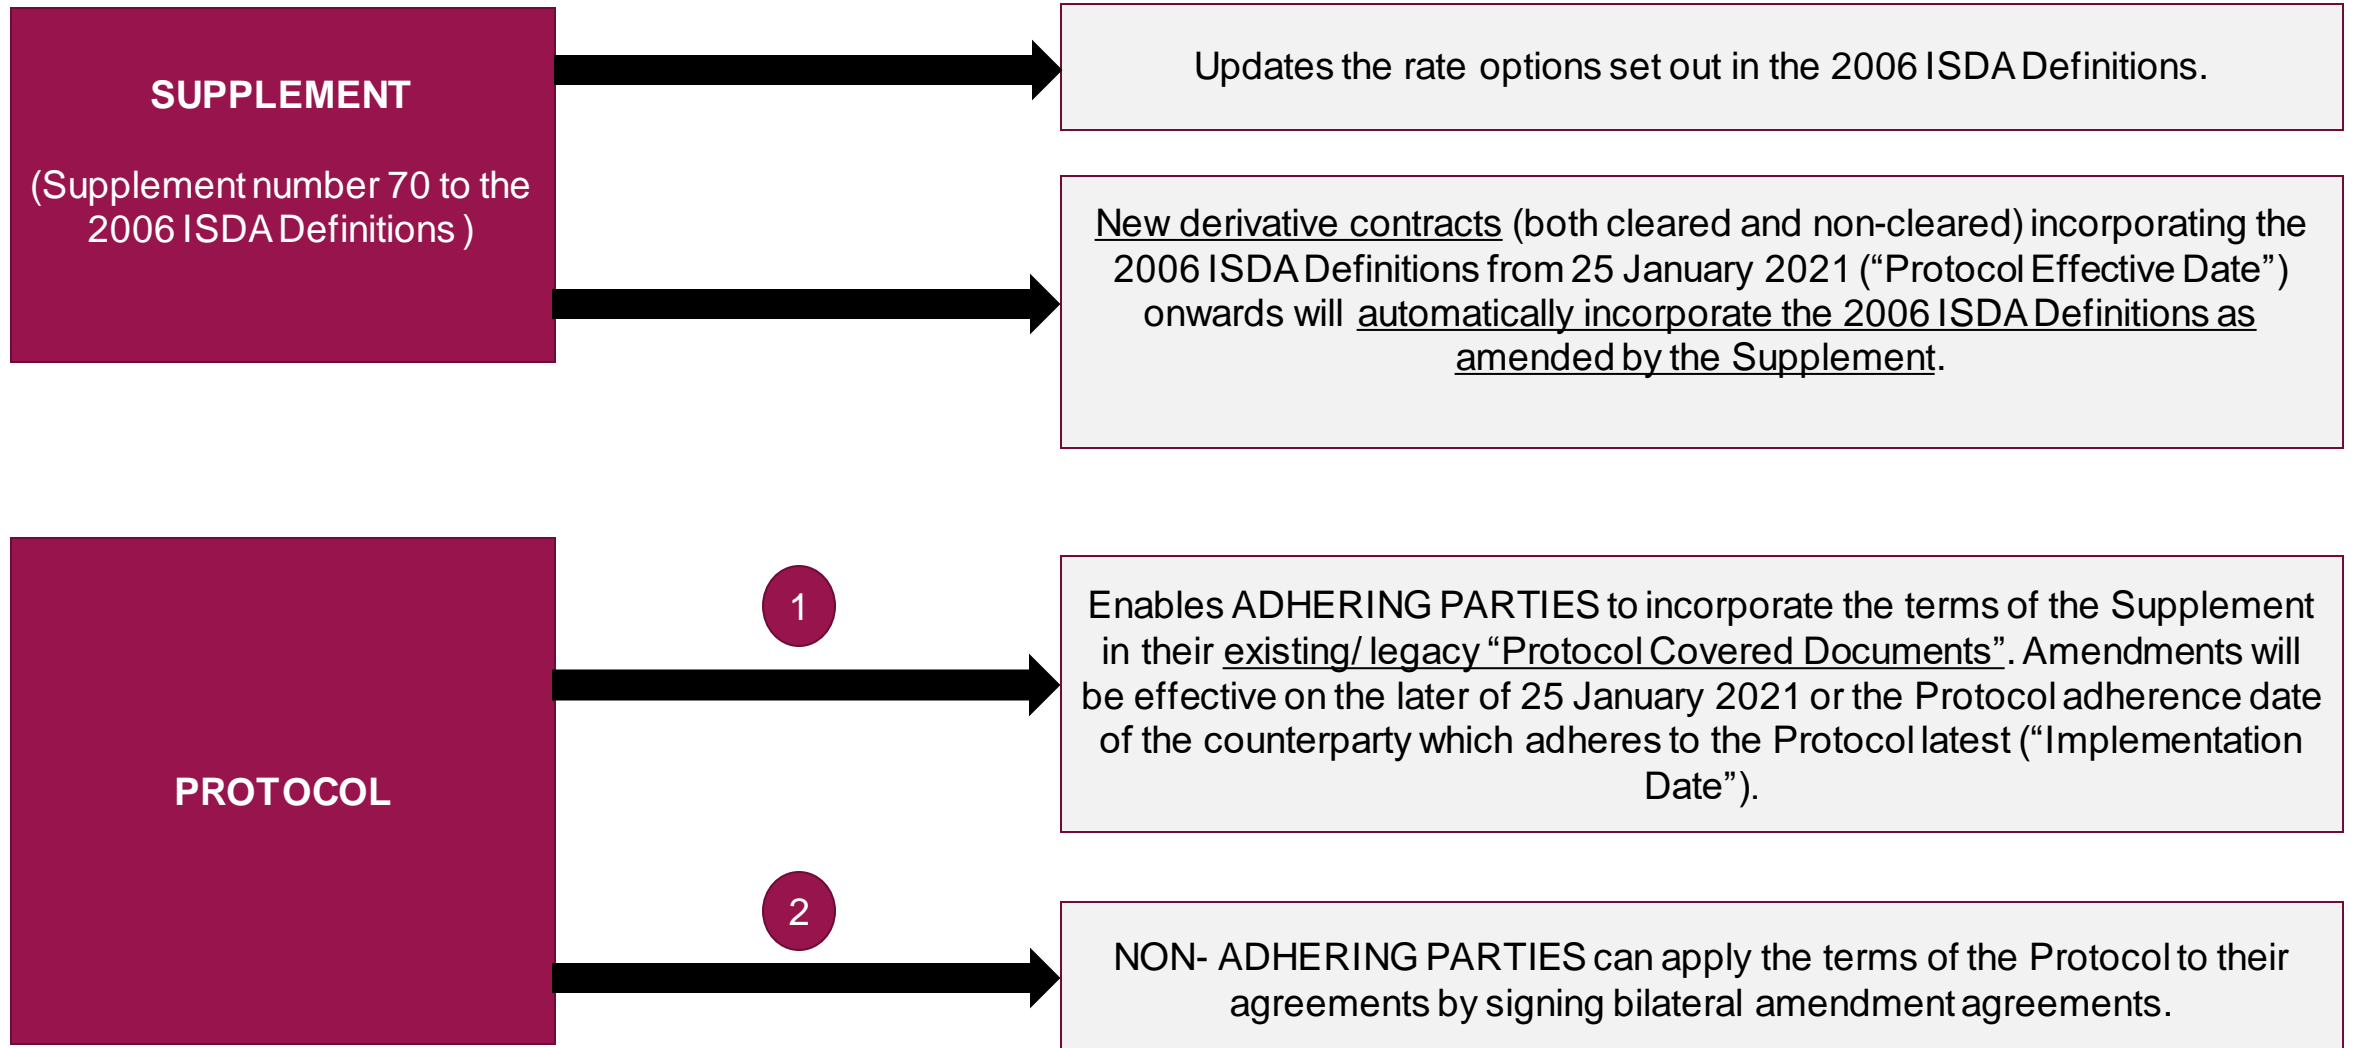 SUPPLEMENT
(Supplement number 70 to the
2006 ISDA Definitions )
Updates the rate options set out in the 2006 ISDA Definitions.
New derivative contracts (both cleared and non-cleared) incorporating the
2006 ISDA Definitions from 25 January 2021 (“Protocol Effective Date”)
onwards will automatically incorporate the 2006 ISDA Definitions as
amended by the Supplement.
PROTOCOL
1
Enables ADHERING PARTIES to incorporate the terms of the Supplement
in their existing/ legacy “Protocol Covered Documents”. Amendments will
be effective on the later of 25 January 2021 or the Protocol adherence date
of the counterparty which adheres to the Protocol latest (“Implementation
Date”).
2
NON- ADHERING PARTIES can apply the terms of the Protocol to their
agreements by signing bilateral amendment agreements.